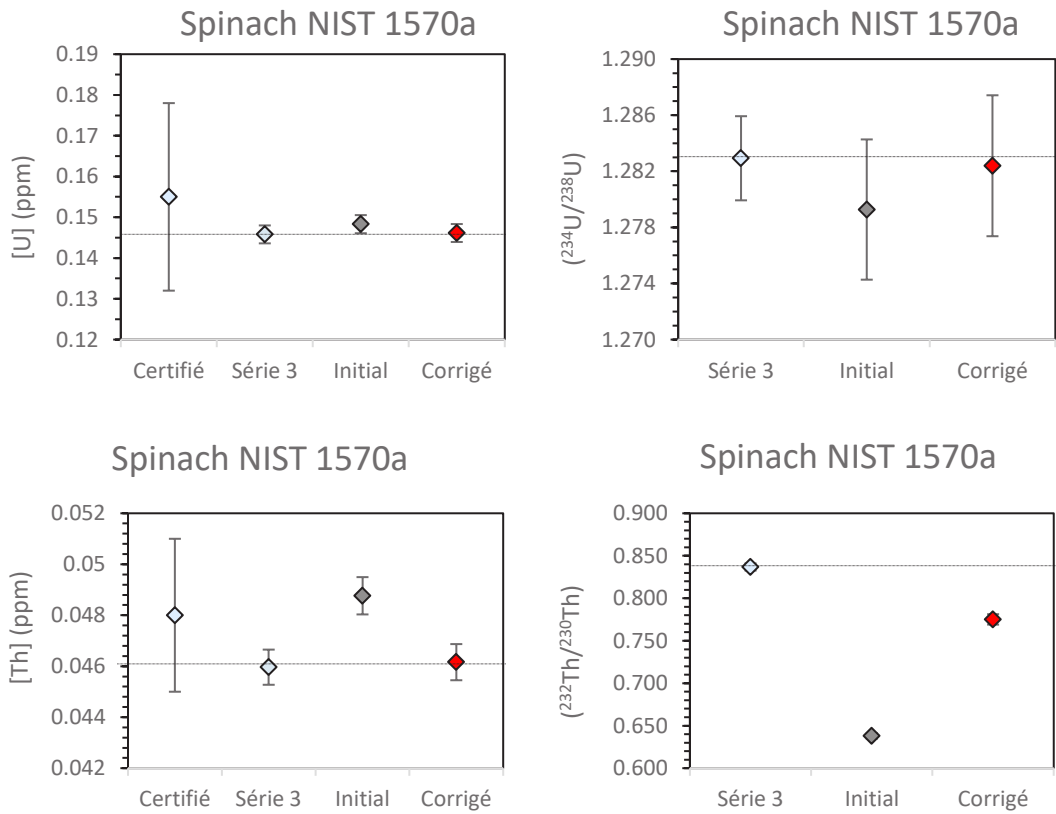 Spinach NIST 1570a
[U] (ppm)
0.19
0.18
0.17
0.16
0.15
0.14
0.13
0.12
Certifié Série 3 Initial Corrigé
Spinach NIST 1570a
(²³⁴U/²³⁸U)
1.290
1.286
1.282
1.278
1.274
1.270
Série 3 Initial Corrigé
Spinach NIST 1570a
[Th] (ppm)
0.052
0.05
0.048
0.046
0.044
0.042
Certifié Série 3 Initial Corrigé
Spinach NIST 1570a
(²³²Th/²³⁰Th)
0.900
0.850
0.800
0.750
0.700
0.650
0.600
Série 3 Initial Corrigé